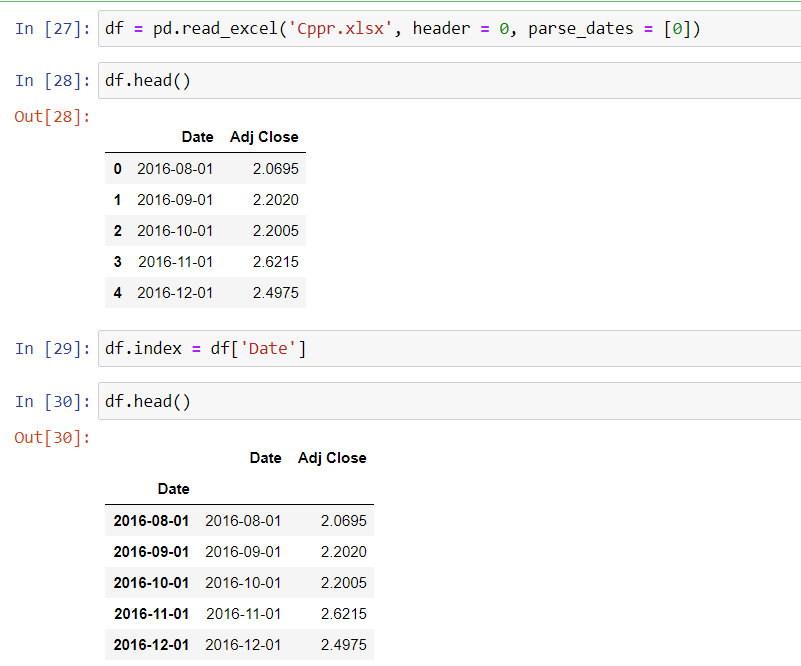 In [27]: df = pd.read_excel('Cppr.xlsx', header = 0, parse_dates = [0])
In [28]: df.head()
Out[28]:
Date Adj Close
0 2016-08-01 2.0695
1 2016-09-01 2.2020
2 2016-10-01 2.2005
3 2016-11-01 2.6215
4 2016-12-01 2.4975
In [29]: df.index = df['Date']
In [30]: df.head()
Out[30]:
Date Adj Close
Date
2016-08-01 2016-08-01 2.0695
2016-09-01 2016-09-01 2.2020
2016-10-01 2016-10-01 2.2005
2016-11-01 2016-11-01 2.6215
2016-12-01 2016-12-01 2.4975